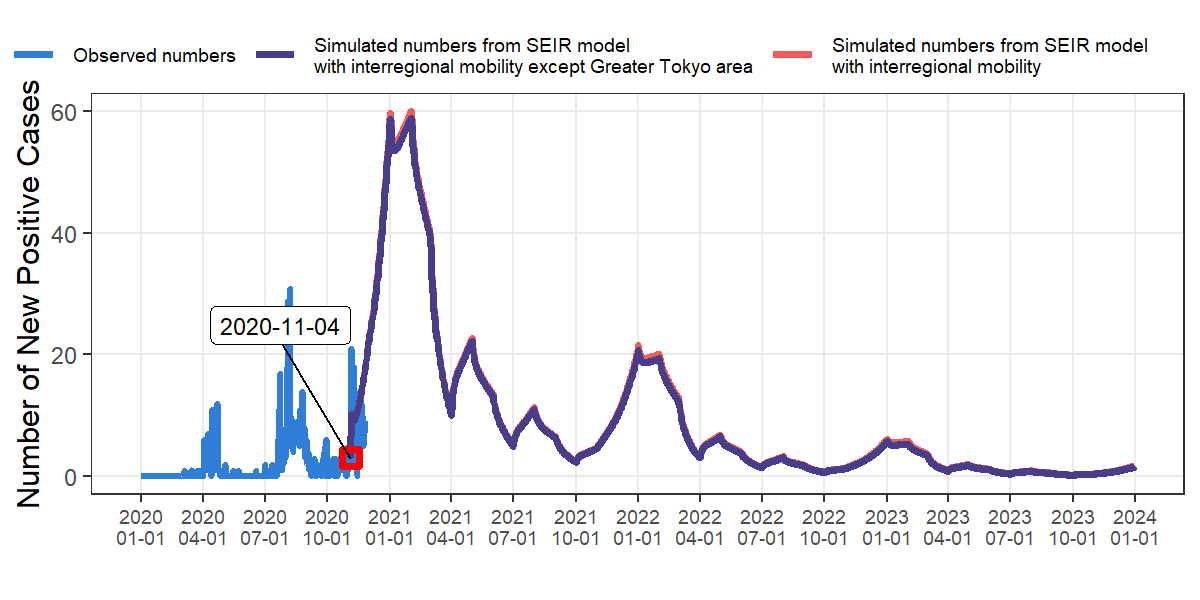 Observed numbers
Simulated numbers from SEIR model
with interregional mobility except Greater Tokyo area
Simulated numbers from SEIR model
with interregional mobility
Number of New Positive Cases
60
40
20
0
2020-11-04
2020 2020 2020 2020 2021 2021 2021 2021 2022 2022 2022 2022 2023 2023 2023 2023 2024
01-01 04-01 07-01 10-01 01-01 04-01 07-01 10-01 01-01 04-01 07-01 10-01 01-01 04-01 07-01 10-01 01-01